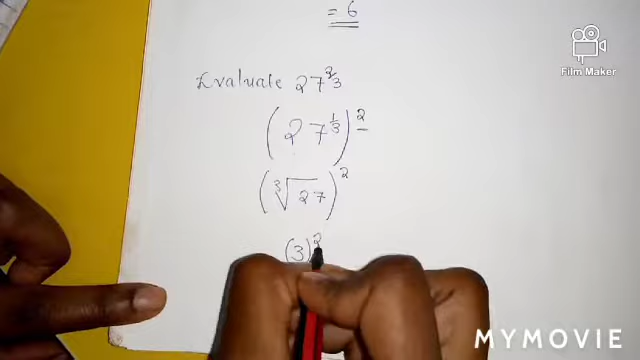 = 6
Evaluate 27^2/3
(27^1/3)^2
(∛27)^2
(3)^2
Film Maker
MYMOVIE